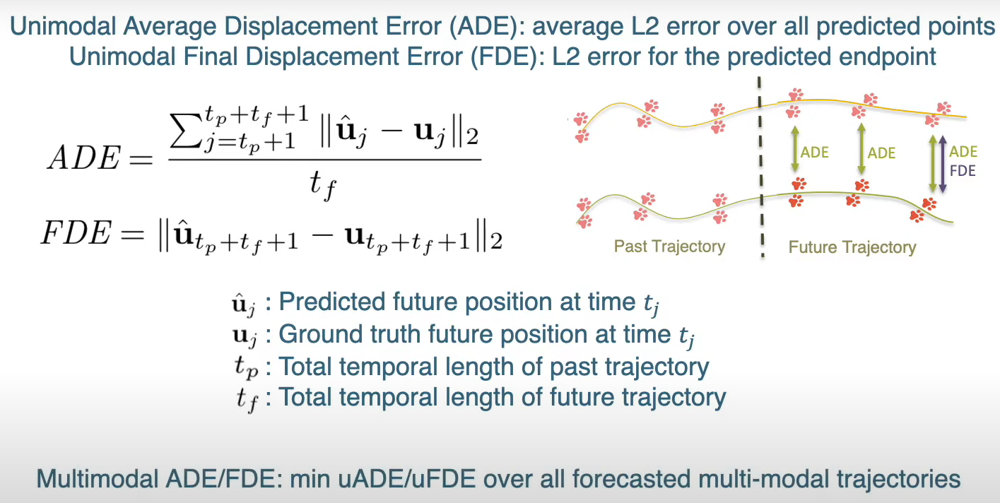 Unimodal Average Displacement Error (ADE): average L2 error over all predicted points
Unimodal Final Displacement Error (FDE): L2 error for the predicted endpoint
ADE = \frac{\sum_{j=t_p+1}^{t_p+t_f+1} \|\hat{\mathbf{u}}_j - \mathbf{u}_j\|_2}{t_f}
FDE = \|\hat{\mathbf{u}}_{t_p+t_f+1} - \mathbf{u}_{t_p+t_f+1}\|_2
ADE
ADE
ADE
FDE
Past Trajectory
Future Trajectory
û_j : Predicted future position at time t_j
u_j : Ground truth future position at time t_j
t_p : Total temporal length of past trajectory
t_f : Total temporal length of future trajectory
Multimodal ADE/FDE: min uADE/uFDE over all forecasted multi-modal trajectories